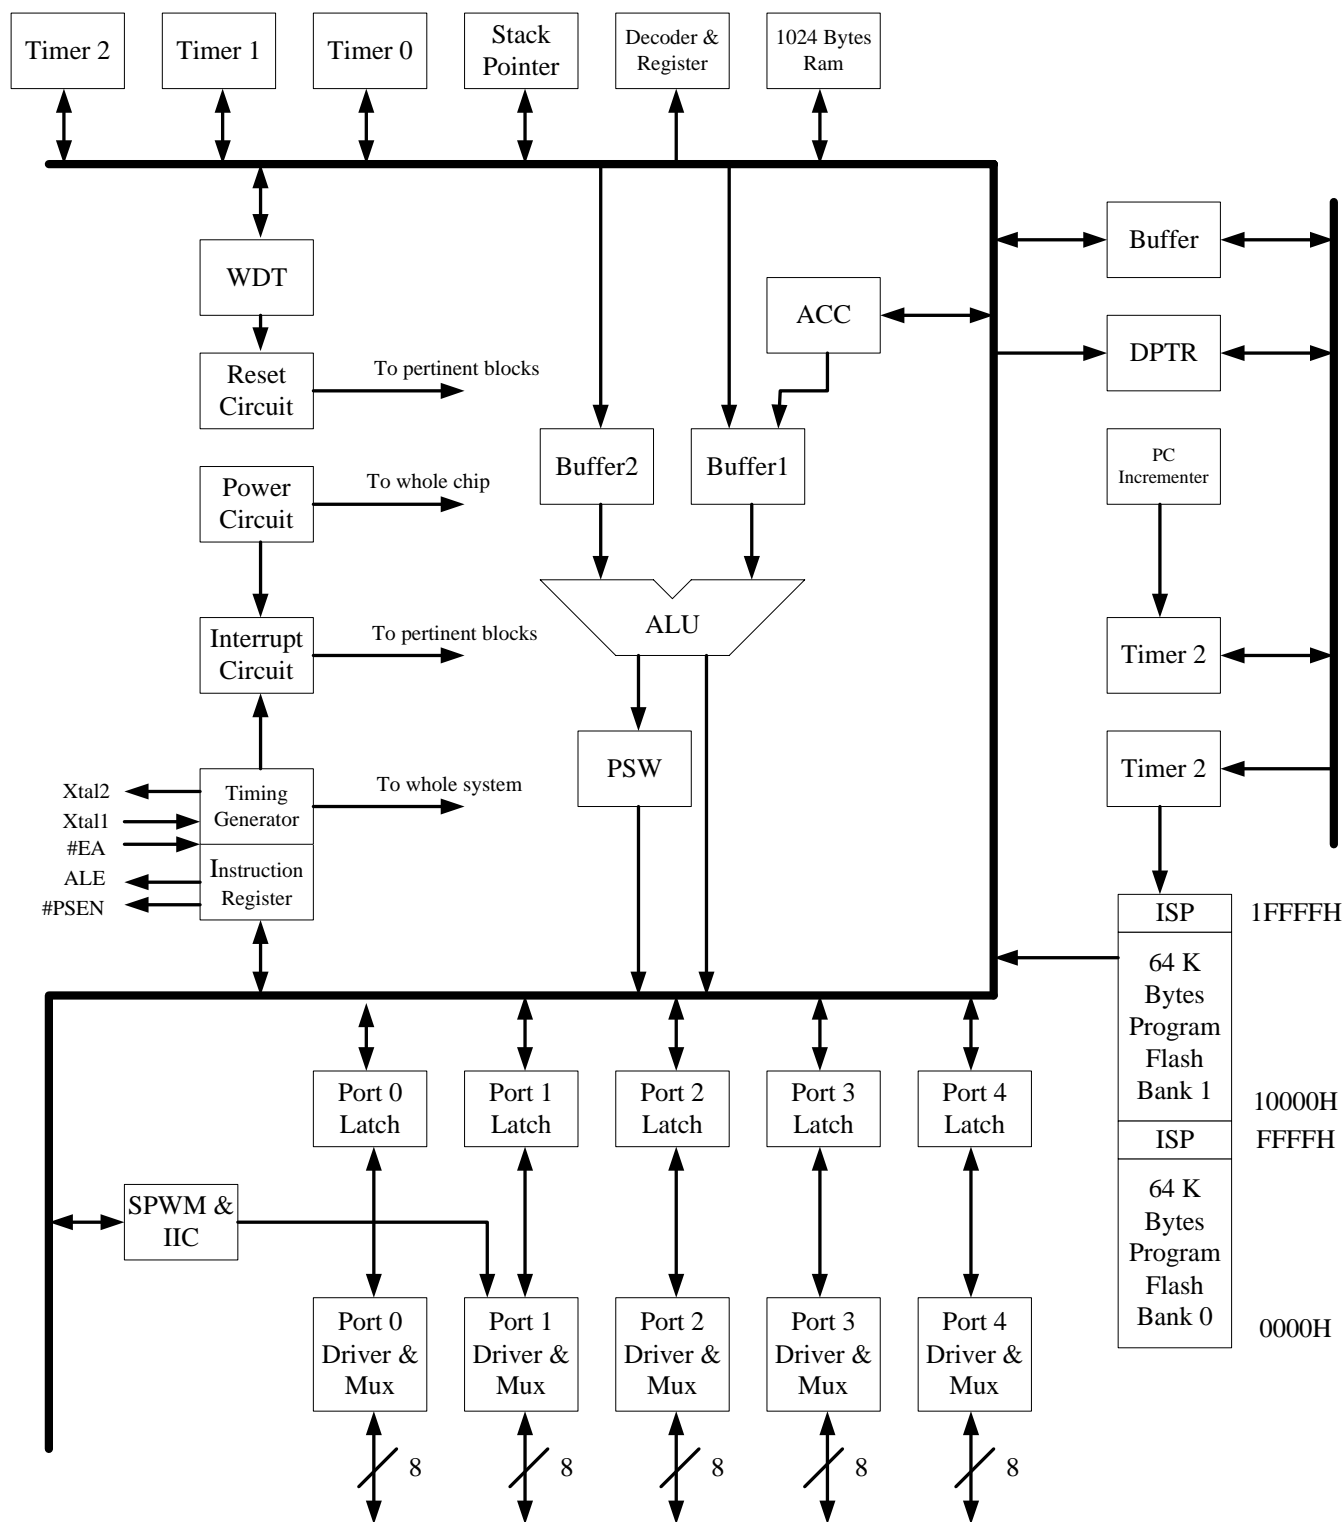 Timer 2
Timer 1
Timer 0
Stack
Pointer
Decoder &
Register
1024 Bytes
Ram
WDT
Buffer
ACC
DPTR
Reset
Circuit
To pertinent blocks
Buffer2
Buffer1
PC
Incrementer
Power
Circuit
To whole chip
ALU
Interrupt
Circuit
To pertinent blocks
Timer 2
PSW
Timer 2
Xtal2
Xtal1
#EA
ALE
#PSEN
Timing
Generator
To whole system
Instruction
Register
ISP
1FFFFH
64 K
Bytes
Program
Flash
Bank 1
10000H
ISP
FFFFH
64 K
Bytes
Program
Flash
Bank 0
0000H
Port 0
Latch
Port 1
Latch
Port 2
Latch
Port 3
Latch
Port 4
Latch
SPWM &
IIC
Port 0
Driver &
Mux
Port 1
Driver &
Mux
Port 2
Driver &
Mux
Port 3
Driver &
Mux
Port 4
Driver &
Mux
8
8
8
8
8